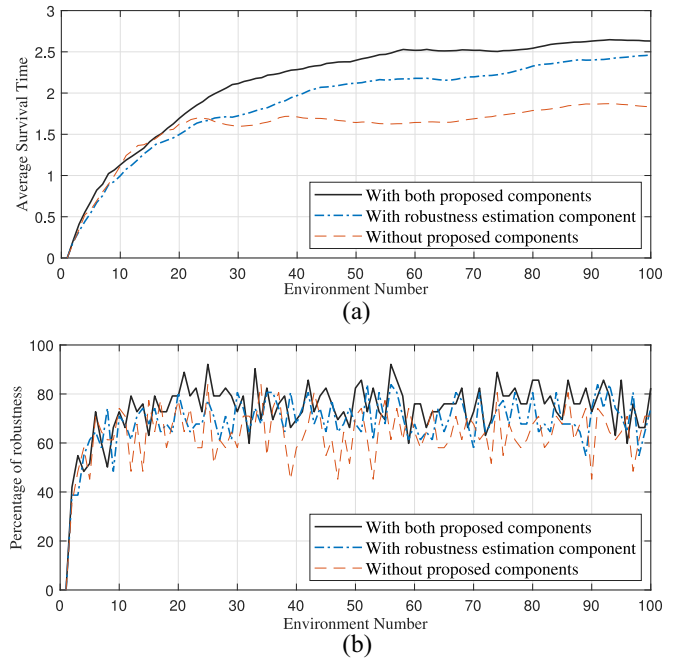 3
2.5
2
1.5
1
0.5
0
Average Survival Time
With both proposed components
With robustness estimation component
Without proposed components
0 10 20 30 40 50 60 70 80 90 100
Environment Number
(a)
100
80
60
40
20
0
Percentage of robustness
With both proposed components
With robustness estimation component
Without proposed components
0 10 20 30 40 50 60 70 80 90 100
Environment Number
(b)